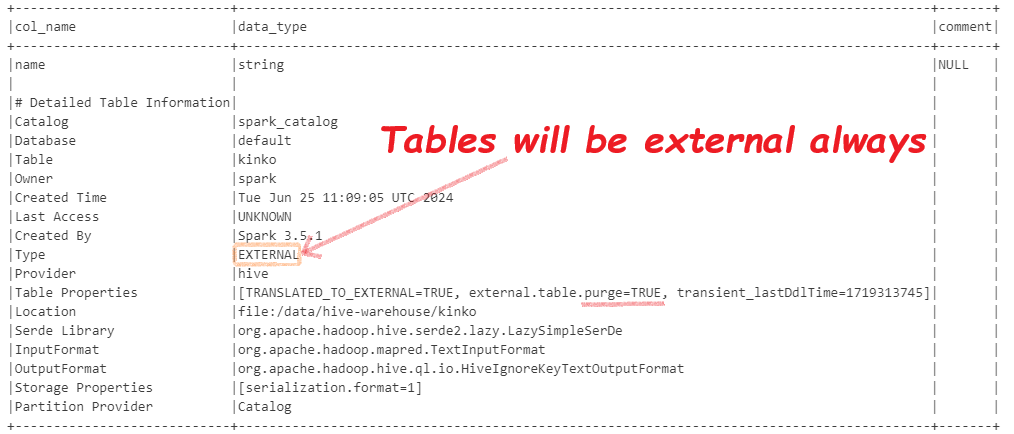 +----------------------------+--------------------------------------------------------------------------------------------+-------+
|col_name                    |data_type                                                                                   |comment|
+----------------------------+--------------------------------------------------------------------------------------------+-------+
|name                        |string                                                                                      |NULL   |
|                            |                                                                                            |       |
|# Detailed Table Information|                                                                                            |       |
|Catalog                     |spark_catalog                                                                               |       |
Tables will be external always
|Database                    |default                                                                                     |       |
|Table                       |kinko                                                                                       |       |
|Owner                       |spark                                                                                       |       |
|Created Time                |Tue Jun 25 11:09:05 UTC 2024                                                                |       |
|Last Access                 |UNKNOWN                                                                                     |       |
|Created By                  |Spark 3.5.1                                                                                 |       |
|Type                        |EXTERNAL                                                                                    |       |
|Provider                    |hive                                                                                        |       |
|Table Properties            |[TRANSLATED_TO_EXTERNAL=TRUE, external.table.purge=TRUE, transient_lastDdlTime=1719313745]|       |
|Location                    |file:/data/hive-warehouse/kinko                                                             |       |
|Serde Library               |org.apache.hadoop.hive.serde2.lazy.LazySimpleSerDe                                          |       |
|InputFormat                 |org.apache.hadoop.mapred.TextInputFormat                                                    |       |
|OutputFormat                |org.apache.hadoop.hive.ql.io.HiveIgnoreKeyTextOutputFormat                                  |       |
|Storage Properties          |[serialization.format=1]                                                                    |       |
|Partition Provider          |Catalog                                                                                     |       |
+----------------------------+--------------------------------------------------------------------------------------------+-------+